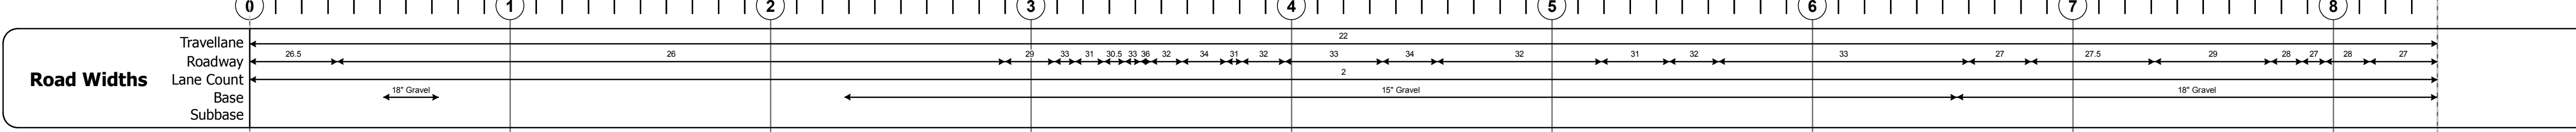 0 1 2 3 4 5 6 7 8
Road Widths
Travellane 22
Roadway 26.5 26 29 33 31 30.5 33 36 32 34 31 32 33 34 32 31 32 33 27 27.5 29 28 27 28 27
Lane Count 2
Base 18" Gravel 15" Gravel 18" Gravel
Subbase